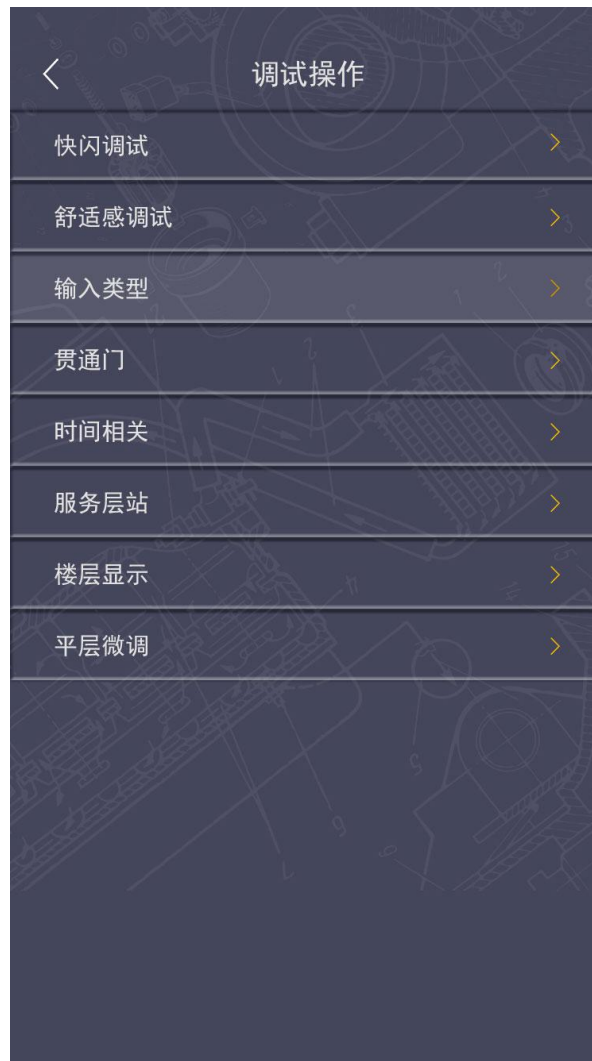 调试操作
快闪调试
舒适感调试
输入类型
贯通门
时间相关
服务层站
楼层显示
平层微调